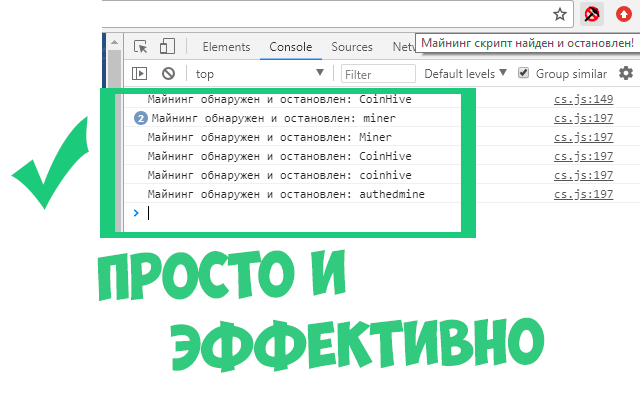 Майнинг скрипт найден и остановлен!
Elements Console Sources Netw
top Filter Default levels Group similar
Майнинг обнаружен и остановлен: CoinHive cs.js:149
2 Майнинг обнаружен и остановлен: miner cs.js:197
Майнинг обнаружен и остановлен: Miner cs.js:197
Майнинг обнаружен и остановлен: CoinHive cs.js:197
Майнинг обнаружен и остановлен: coinhive cs.js:197
Майнинг обнаружен и остановлен: authedmine cs.js:197
ПРОСТО И
ЭФФЕКТИВНО